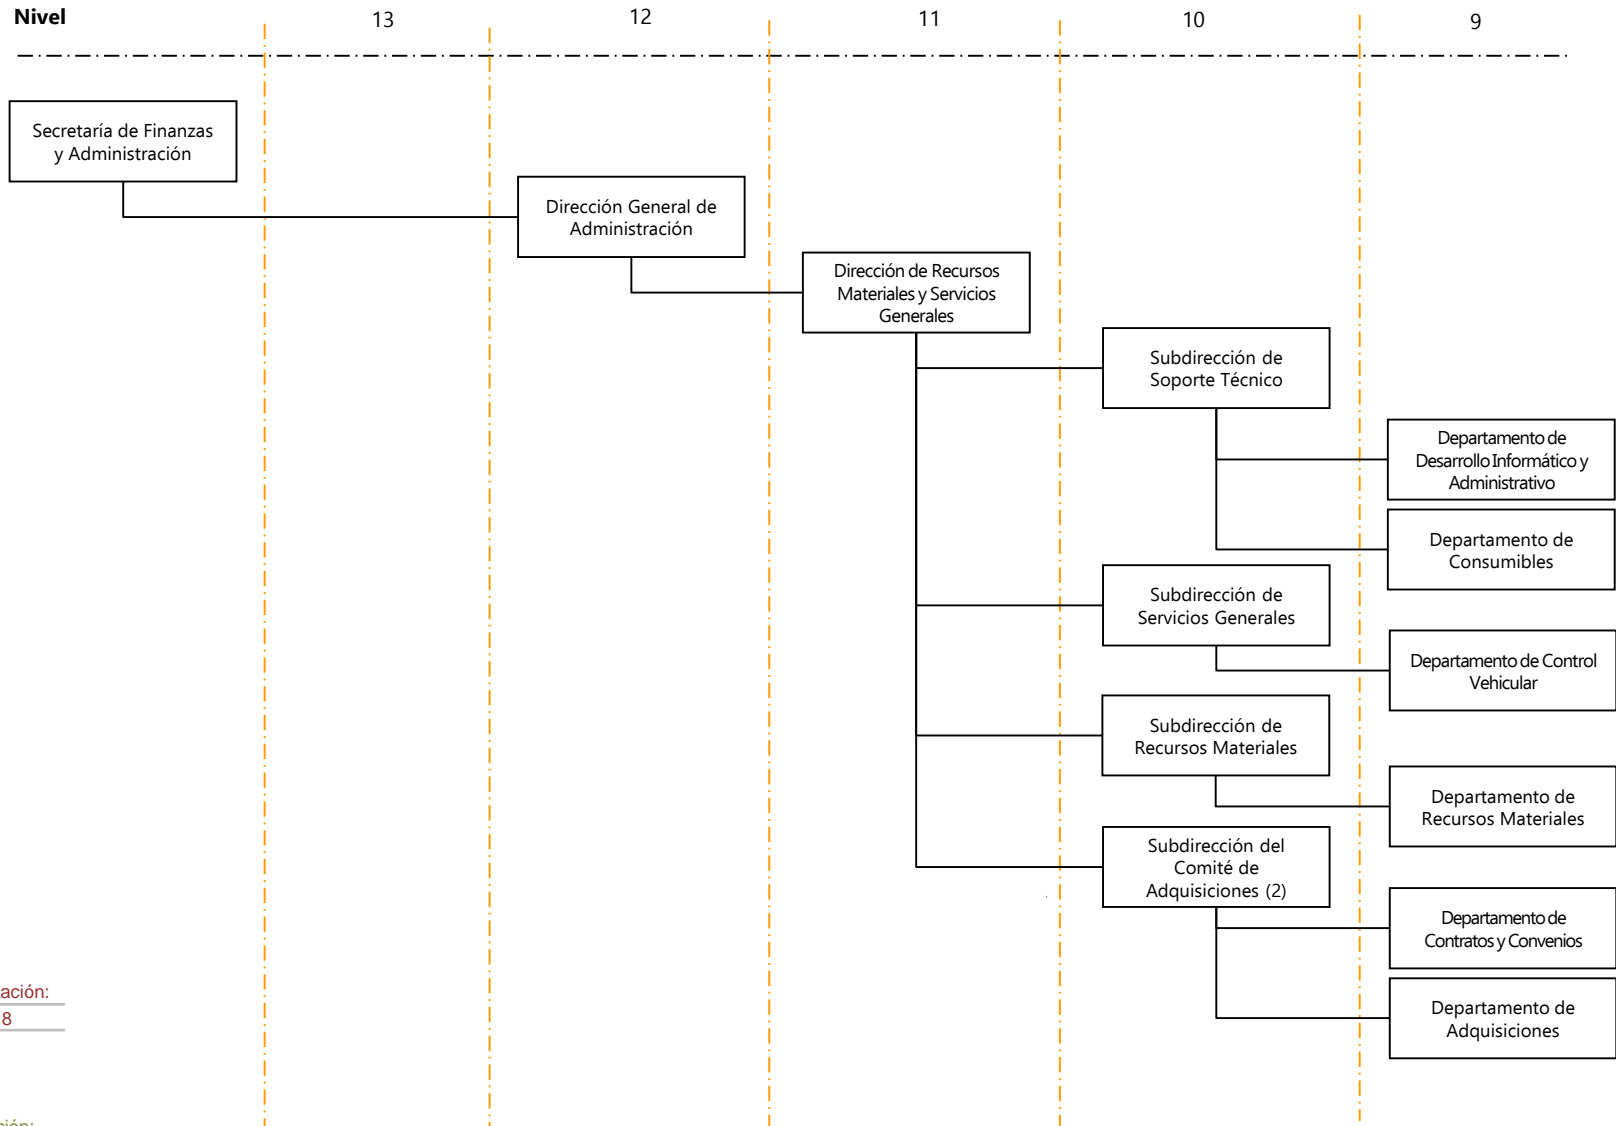 Nivel
13
12
11
10
9
Secretaría de Finanzas
y Administración
Dirección General de
Administración
Dirección de Recursos
Materiales y Servicios
Generales
Subdirección de
Soporte Técnico
Departamento de
Desarrollo Informático y
Administrativo
Departamento de
Consumibles
Subdirección de
Servicios Generales
Departamento de Control
Vehicular
Subdirección de
Recursos Materiales
Departamento de
Recursos Materiales
Subdirección del
Comité de
Adquisiciones (2)
Departamento de
Contratos y Convenios
Departamento de
Adquisiciones
ación:
8